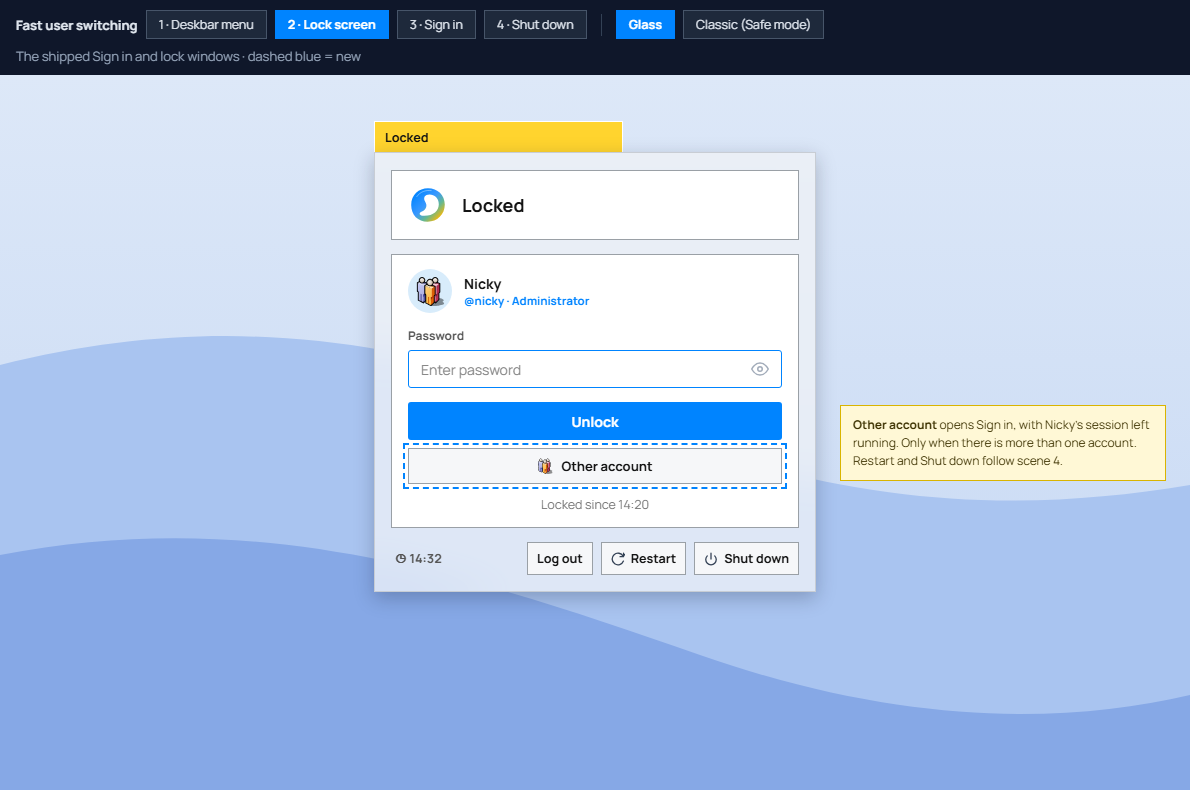 Fast user switching
1 · Deskbar menu
2 · Lock screen
3 · Sign in
4 · Shut down
Glass
Classic (Safe mode)
The shipped Sign in and lock windows · dashed blue = new
Locked
Locked
Nicky
@nicky · Administrator
Password
Enter password
Unlock
Other account
Locked since 14:20
14:32
Log out
Restart
Shut down
Other account opens Sign in, with Nicky's session left
running. Only when there is more than one account.
Restart and Shut down follow scene 4.